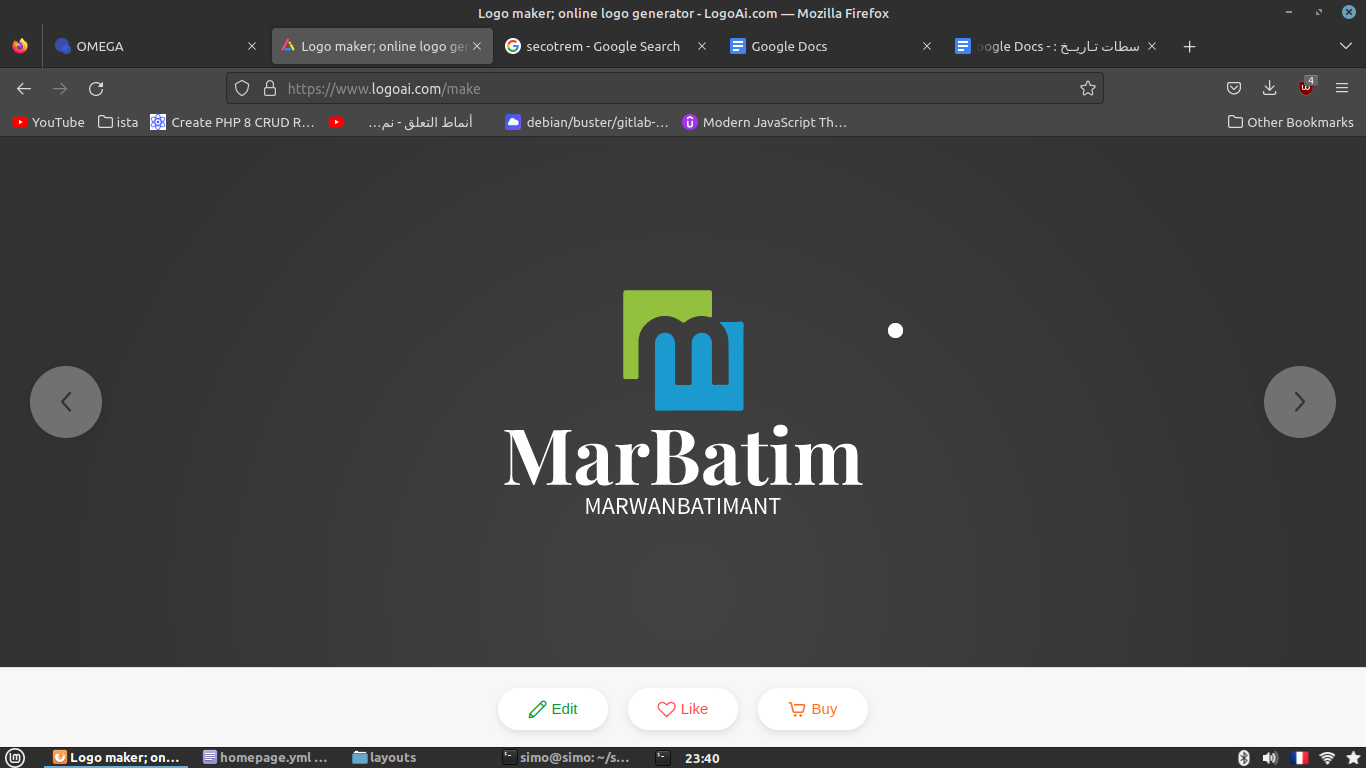 Logo maker; online logo generator - LogoAi.com — Mozilla Firefox
OMEGA
Logo maker; online logo ge
secotrem - Google Search
Google Docs
سطات تـاريــخ : - oogle Docs
https://www.logoai.com/make
4
YouTube
ista
Create PHP 8 CRUD R…
أنماط التعلق - نم…
debian/buster/gitlab-…
Modern JavaScript Th…
Other Bookmarks
m
MarBatim
MARWANBATIMANT
Edit
Like
Buy
Logo maker; on…
homepage.yml …
layouts
simo@simo: ~/s…
23:40